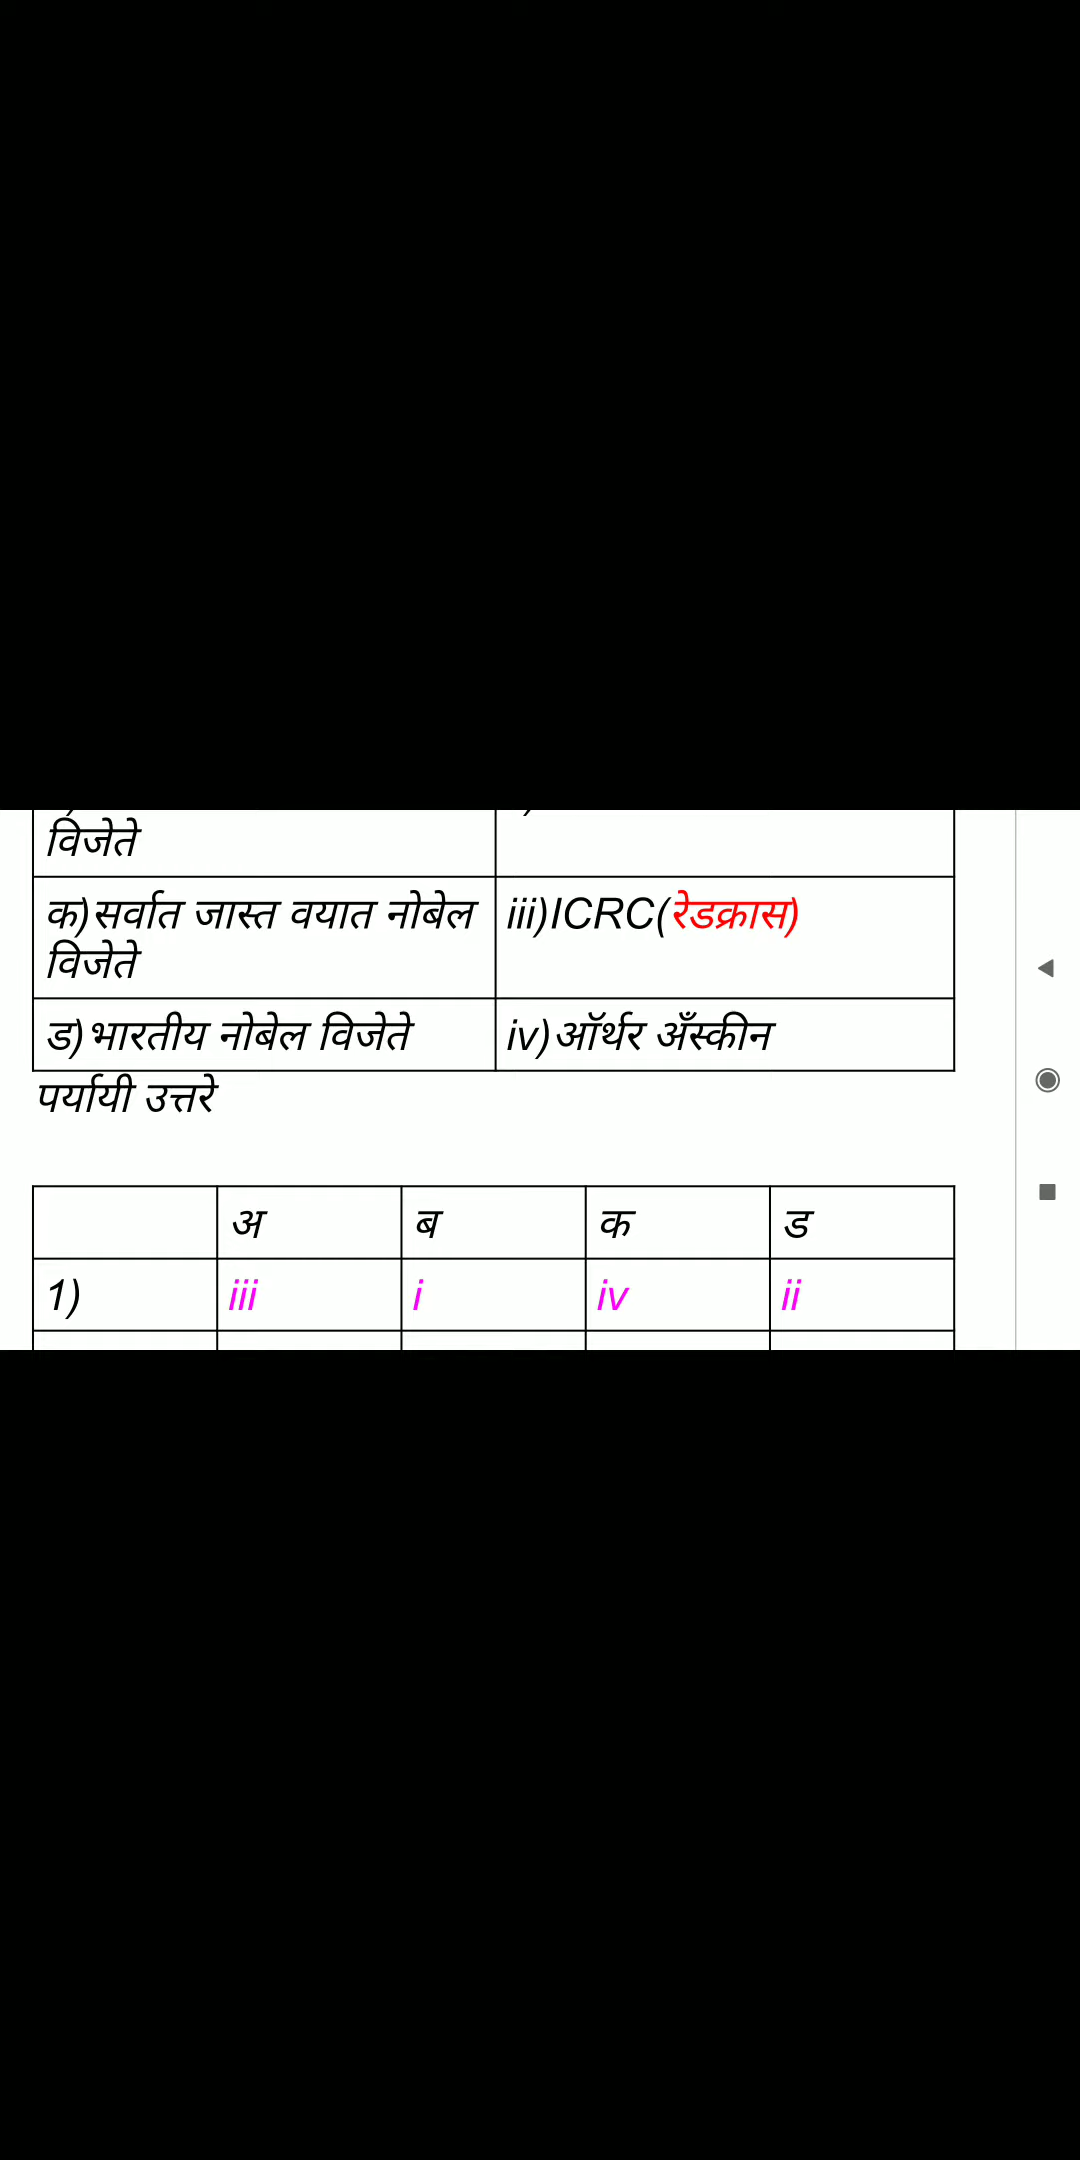 विजेते
क)सर्वात जास्त वयात नोबेल iii)ICRC(रेडक्रास)
विजेते
ड)भारतीय नोबेल विजेते iv)ऑर्थर अँस्कीन
पर्यायी उत्तरे
अ ब क ड
1) iii i iv ii